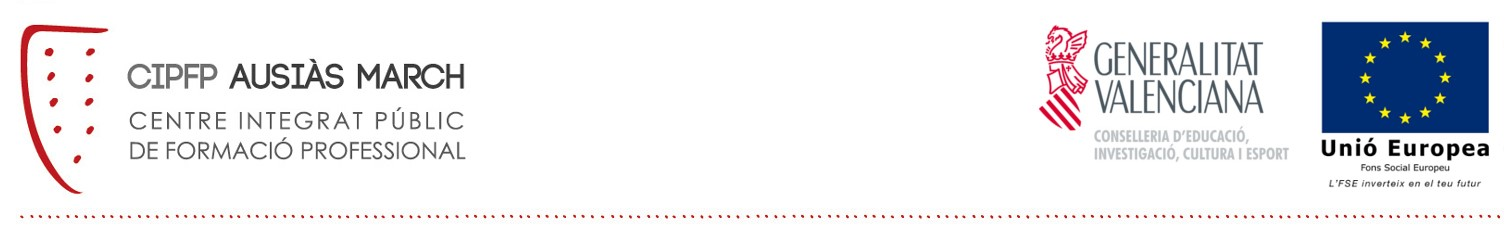 CIPFP AUSIÀS MARCH
CENTRE INTEGRAT PÚBLIC
DE FORMACIÓ PROFESSIONAL
GENERALITAT
VALENCIANA
CONSELLERIA D'EDUCACIÓ,
INVESTIGACIÓ, CULTURA I ESPORT
Unió Europea
Fons Social Europeu
L'FSE inverteix en el teu futur